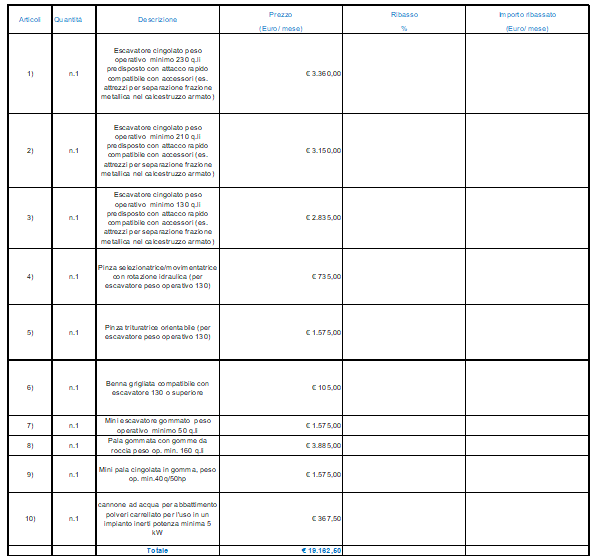 Articoli Quantità Descrizione Prezzo Ribasso Importo ribassato
(Euro/ mese) % (Euro/ mese)
1) n.1 Escavatore cingolato peso
operativo minimo 230 q.li
predisposto con attacco rapido
compatibile con accessori (es.
attrezzi per separazione frazione
metallica nel calcestruzzo armato)
€ 3.360,00
2) n.1 Escavatore cingolato peso
operativo minimo 210 q.li
predisposto con attacco rapido
compatibile con accessori (es.
attrezzi per separazione frazione
metallica nel calcestruzzo armato)
€ 3.150,00
3) n.1 Escavatore cingolato peso
operativo minimo 130 q.li
predisposto con attacco rapido
compatibile con accessori (es.
attrezzi per separazione frazione
metallica nel calcestruzzo armato)
€ 2.835,00
4) n.1 Pinza selezionatrice/movimentatrice
con rotazione idraulica (per
escavatore peso operativo 130)
€ 735,00
5) n.1 Pinza trituratrice orientabile (per
escavatore peso operativo 130)
€ 1.575,00
6) n.1 Benna grigliata compatibile con
escavatore 130 o superiore
€ 105,00
7) n.1 Mini escavatore gommato peso
operativo minimo 50 q.li
€ 1.575,00
8) n.1 Pala gommata con gomme da
roccia peso op. min. 160 q.li
€ 3.885,00
9) n.1 Mini pala cingolata in gomma, peso
op. min.40q/50hp
€ 1.575,00
10) n.1 cannone ad acqua per abbattimento
polveri carrellato per l'uso in un
impianto inerti potenza minima 5
kW
€ 367,50
Totale € 19.162,50